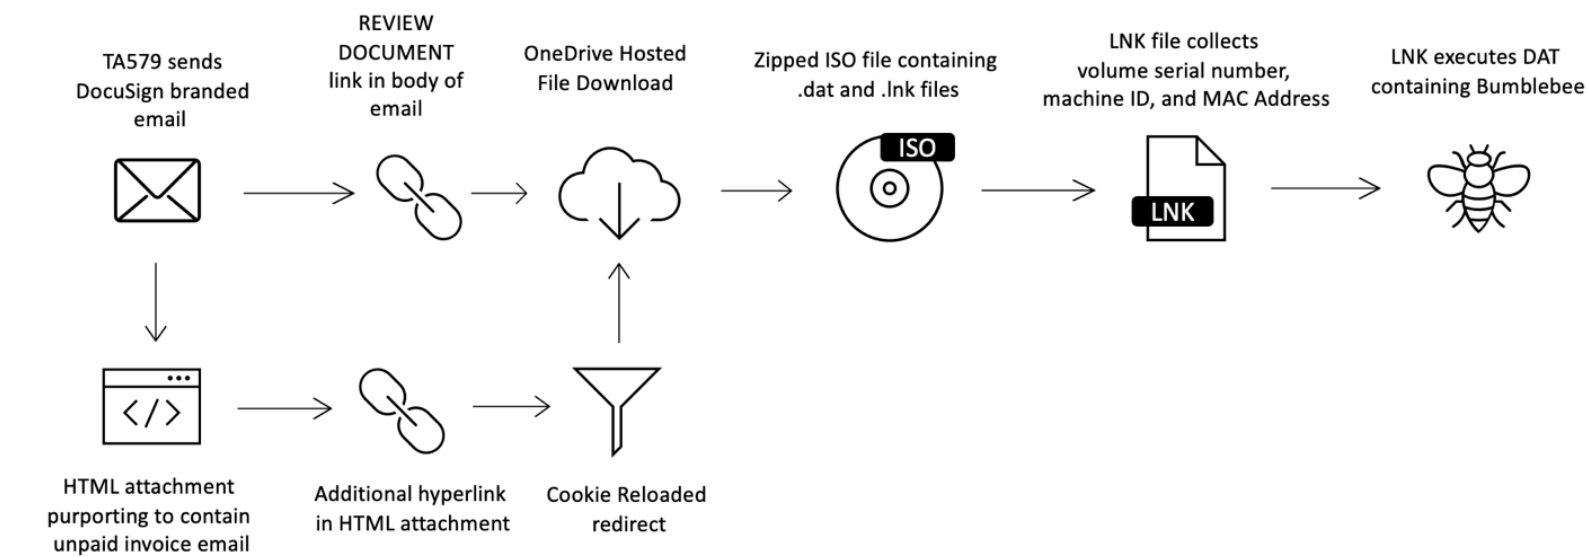 TA579 sends
DocuSign branded
email
REVIEW
DOCUMENT
link in body of
email
OneDrive Hosted
File Download
Zipped ISO file containing
.dat and .lnk files
LNK file collects
volume serial number,
machine ID, and MAC Address
LNK executes DAT
containing Bumblebee
ISO
LNK
</>
HTML attachment
purporting to contain
unpaid invoice email
Additional hyperlink
in HTML attachment
Cookie Reloaded
redirect